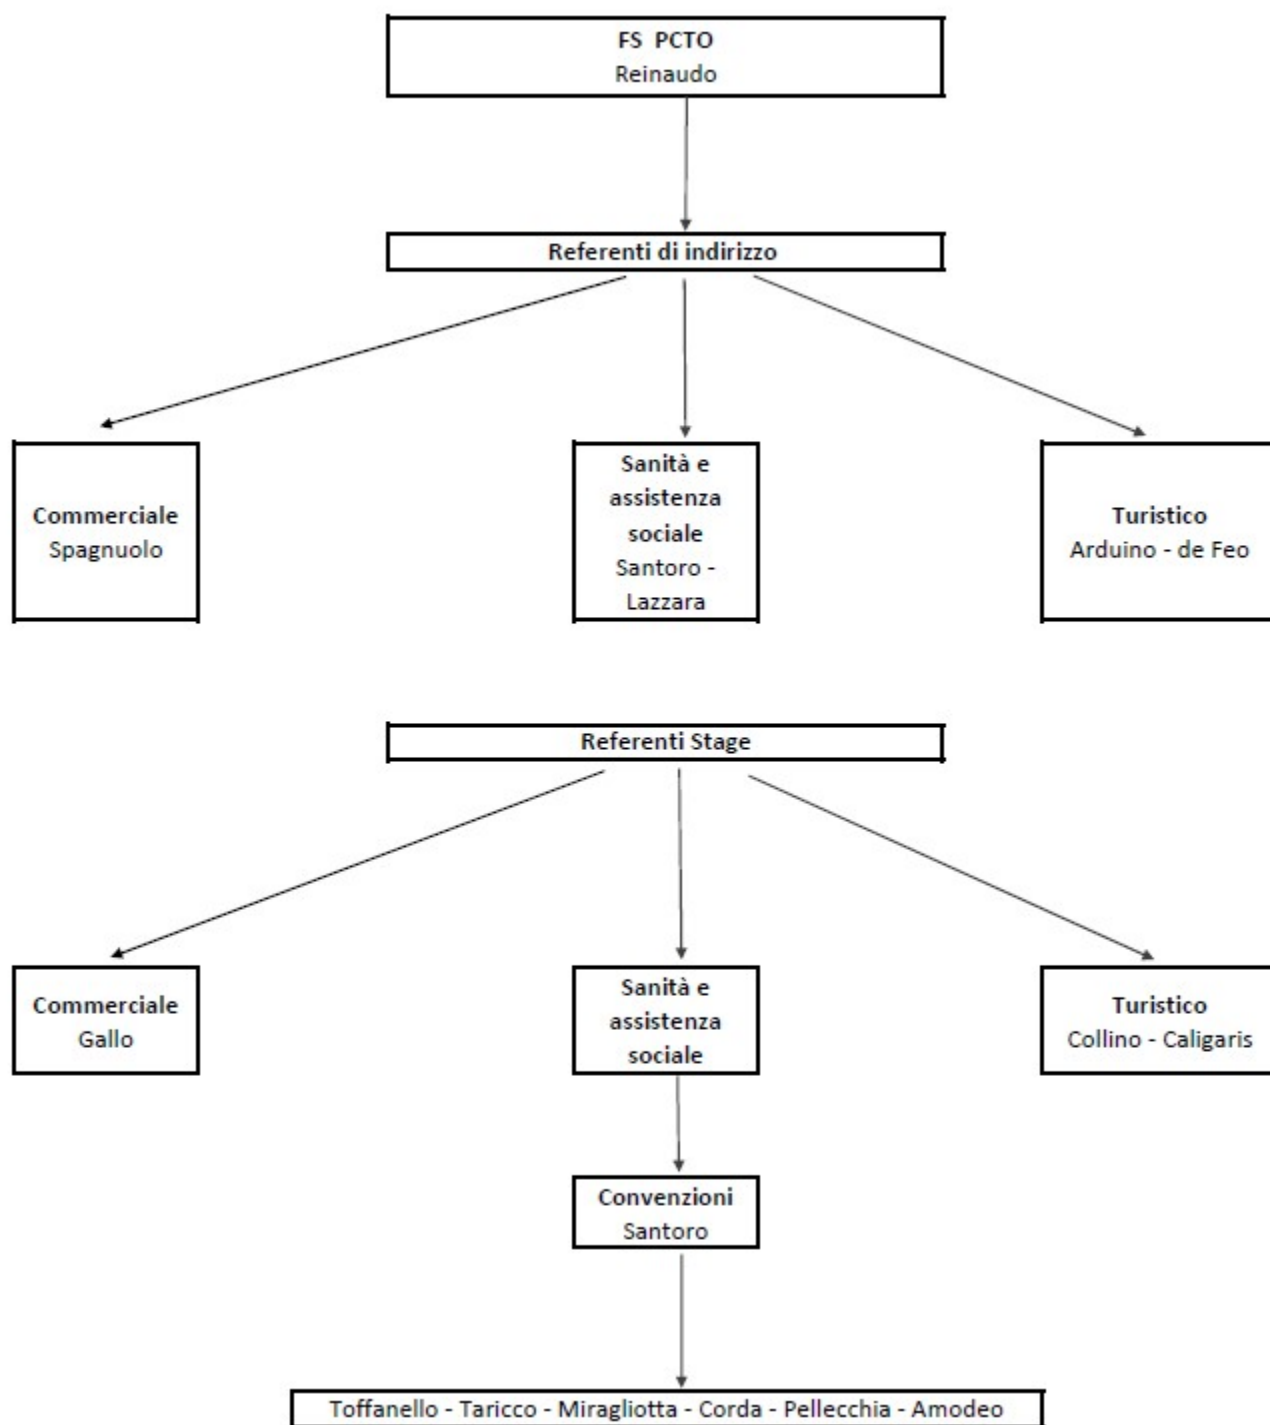 FS PCTO
Reinaudo
Referenti di indirizzo
Commerciale
Spagnuolo
Sanità e
assistenza
sociale
Santoro -
Lazzara
Turistico
Arduino - de Feo
Referenti Stage
Commerciale
Gallo
Sanità e
assistenza
sociale
Turistico
Collino - Caligaris
Convenzioni
Santoro
Toffanello - Taricco - Miragliotta - Corda - Pellecchia - Amodeo